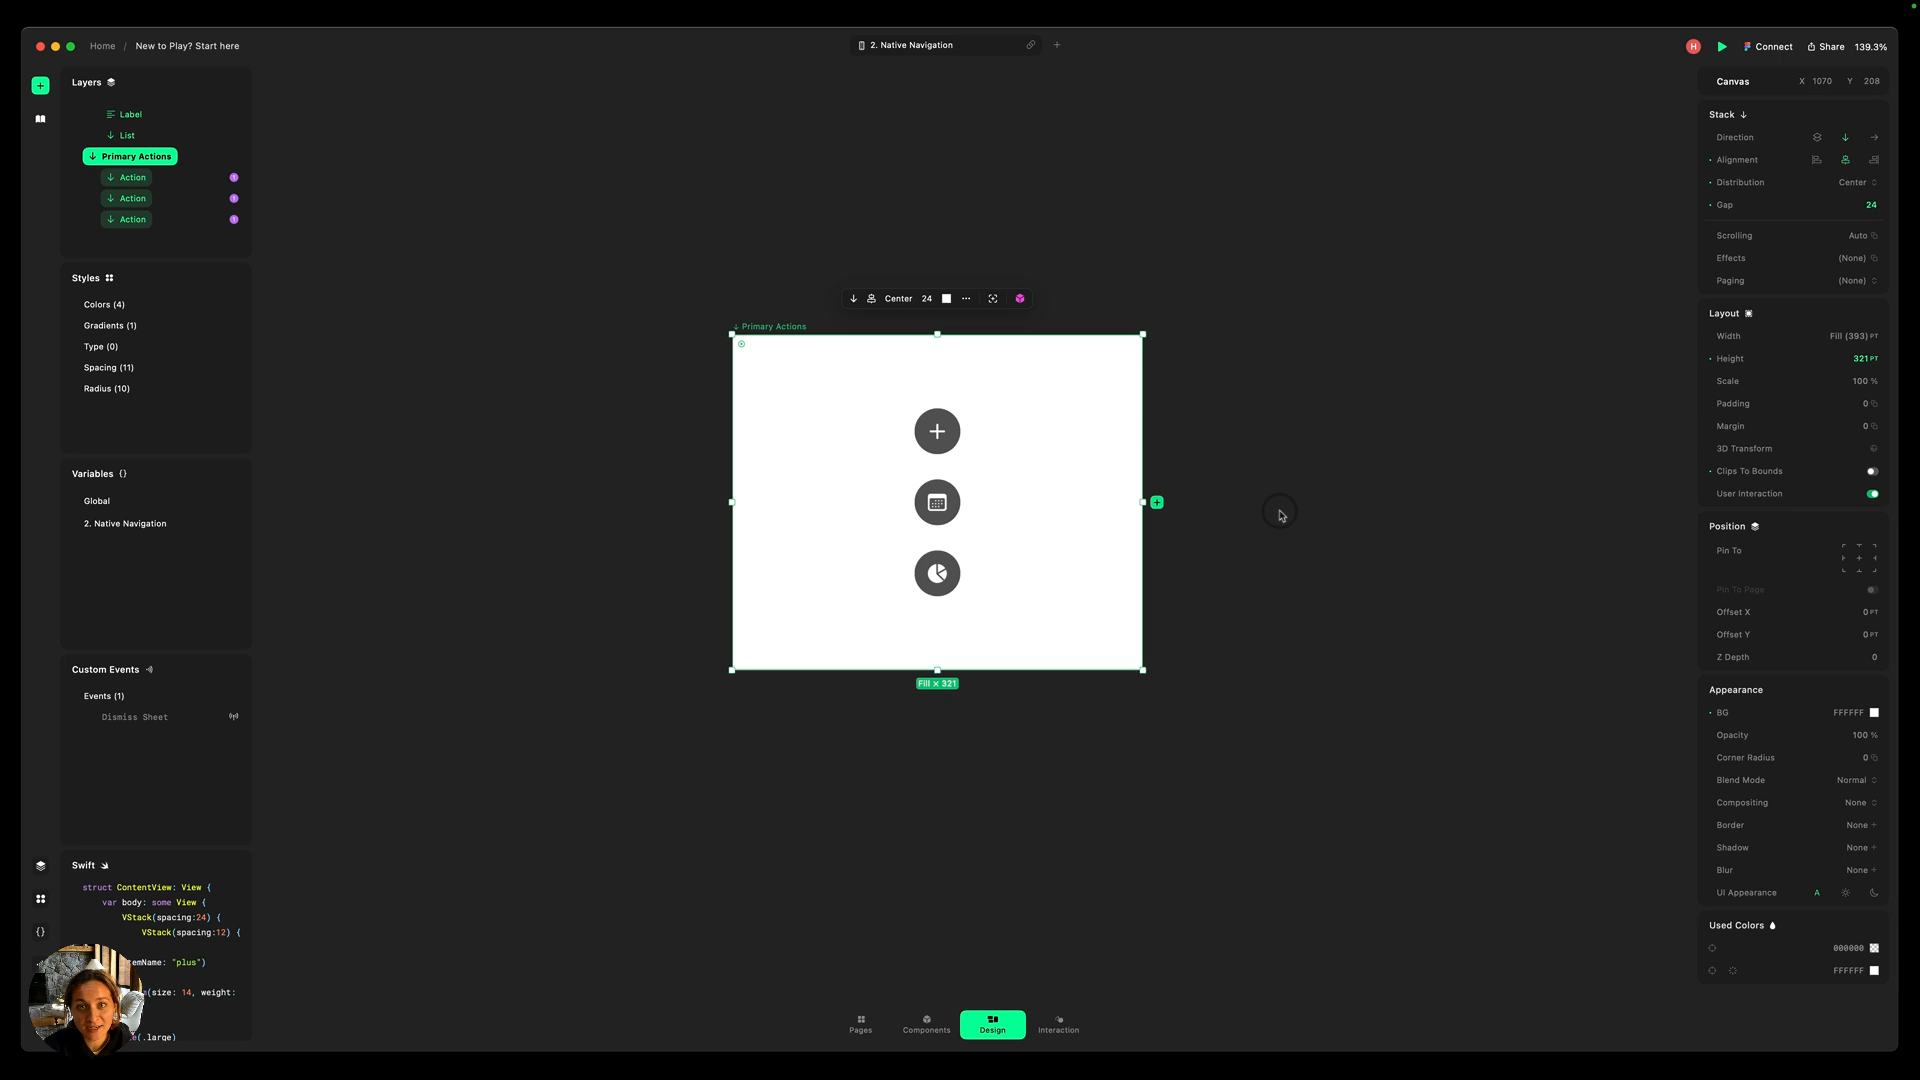 Home / New to Play? Start here
2. Native Navigation
H Connect Share 139.3%
Layers
Label
List
Primary Actions
Action 1
Action 1
Action 1
Styles
Colors (4)
Gradients (1)
Type (0)
Spacing (11)
Radius (10)
Variables {}
Global
2. Native Navigation
Custom Events
Events (1)
Dismiss Sheet
Swift
struct ContentView: View {
var body: some View {
VStack(spacing:24) {
VStack(spacing:12) {
emName: "plus")
(size: 14, weight:
(.large)
{}
Center 24
Primary Actions
Fill × 321
Pages
Components
Design
Interaction
Canvas X 1070 Y 208
Stack
Direction
Alignment
Distribution Center
Gap 24
Scrolling Auto
Effects (None)
Paging (None)
Layout
Width Fill (393) PT
Height 321 PT
Scale 100 %
Padding 0
Margin 0
3D Transform
Clips To Bounds
User Interaction
Position
Pin To
Pin To Page
Offset X 0 PT
Offset Y 0 PT
Z Depth 0
Appearance
BG FFFFFF
Opacity 100 %
Corner Radius 0
Blend Mode Normal
Compositing None
Border None +
Shadow None +
Blur None +
UI Appearance A
Used Colors
000000
FFFFFF